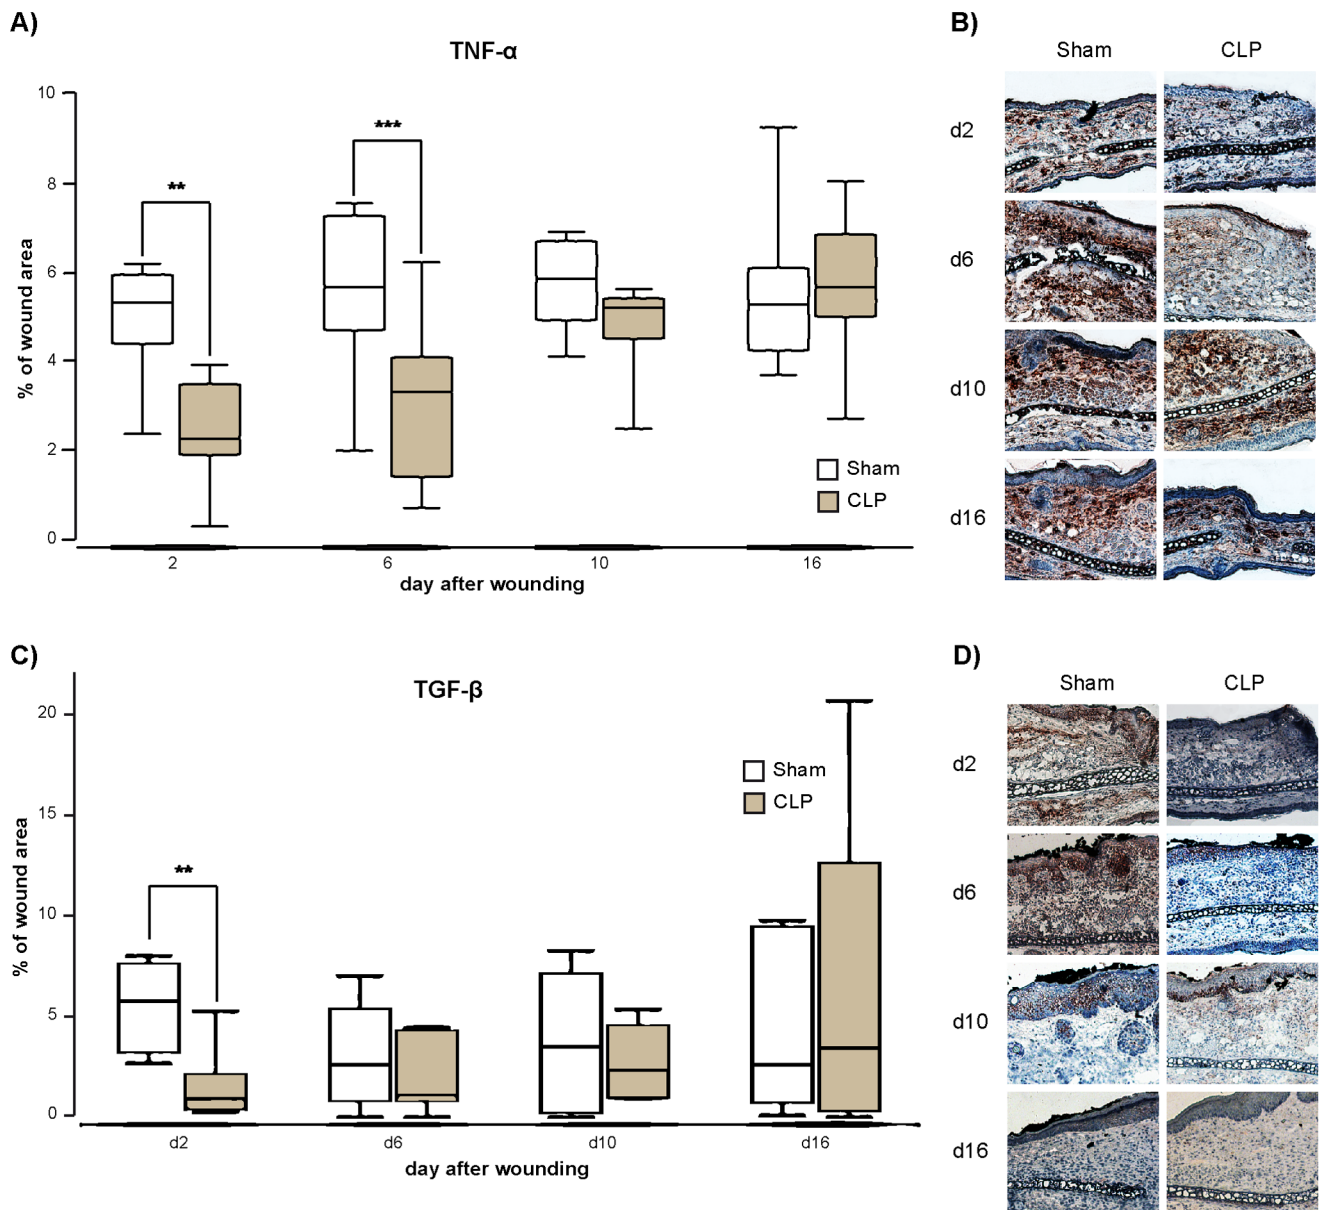 A)
TNF-α
10
8
6
4
2
0
% of wound area
**
***
Sham
CLP
2
6
10
16
day after wounding
B)
Sham
CLP
d2
d6
d10
d16
C)
TGF-β
20
15
10
5
0
% of wound area
**
Sham
CLP
d2
d6
d10
d16
day after wounding
D)
Sham
CLP
d2
d6
d10
d16